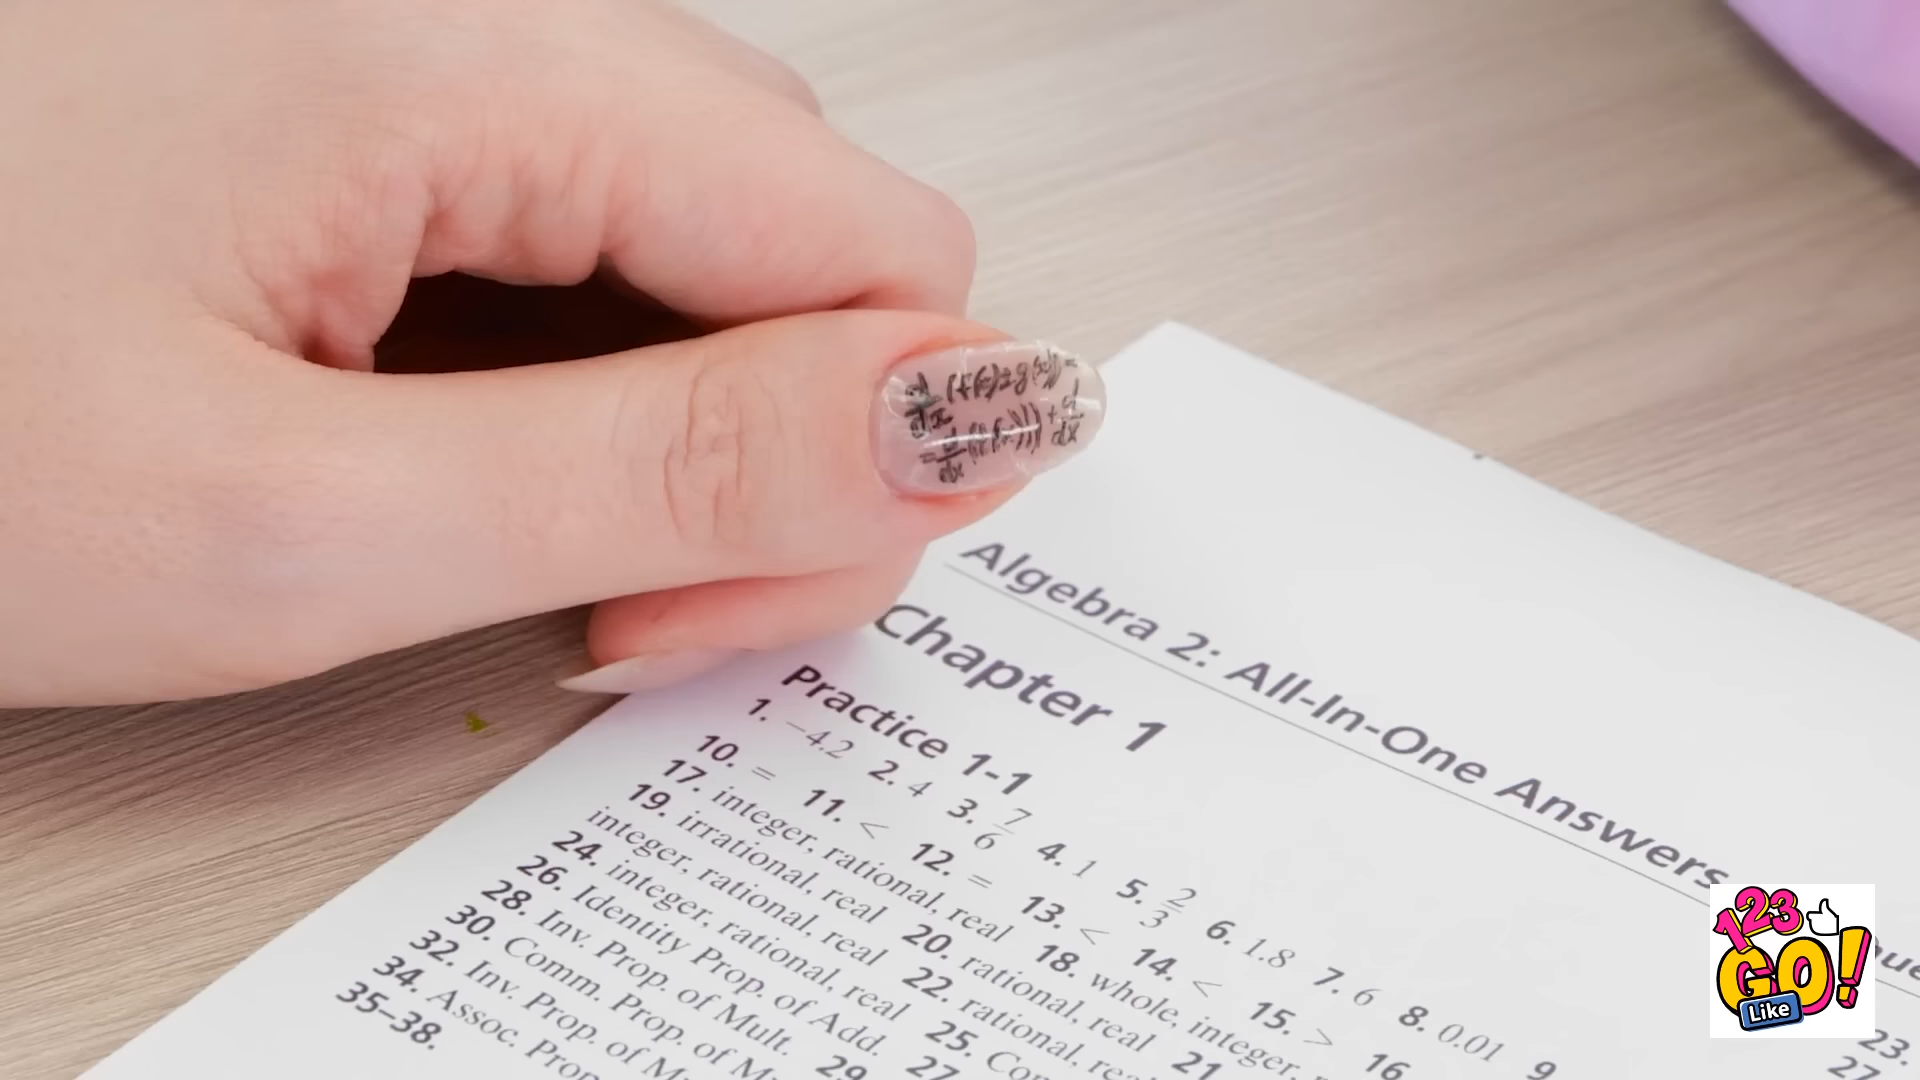 Algebra 2: All-In-One Answers
Chapter 1
Practice 1-1
1. −4.2 2. 4 3. 7/6 4. 1 5. 2/3 6. 1.8 7. 6 8. 0.01 9
10. = 11. < 12. = 13. < 14. < 15. > 16
17. integer, rational, real 18. whole, integer,
19. irrational, real 20. rational, real 21
integer, rational, real 22. rational,
24. integer, rational, real 25.
26. Identity Prop. of Add. 27
28. Inv. Prop. of Mult. 29
30. Comm. Prop. of
32. Inv. Prop. of
34. Assoc.
35–38.
23.
27.
123
GO!
Like